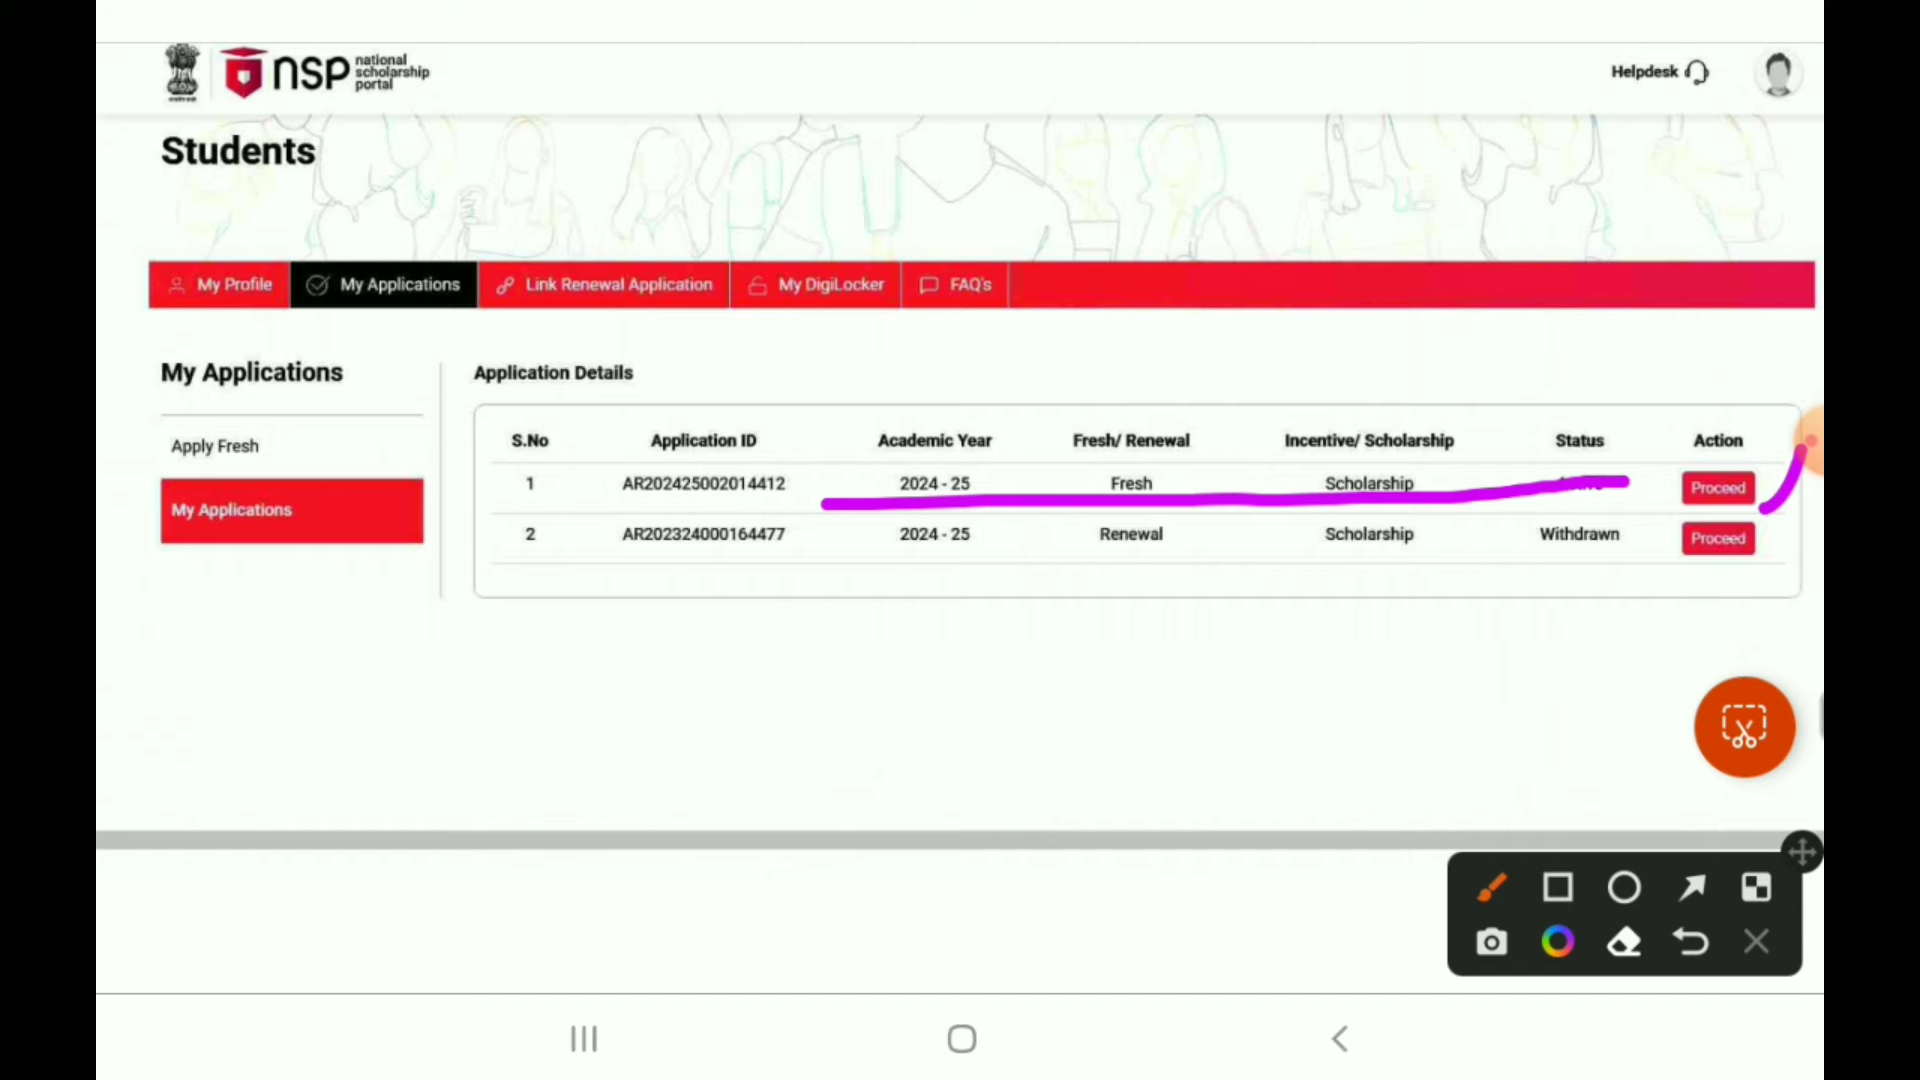 nsp national scholarship portal
Helpdesk
Students
My Profile My Applications Link Renewal Application My DigiLocker FAQ's
My Applications
Apply Fresh
My Applications
Application Details
S.No Application ID Academic Year Fresh/ Renewal Incentive/ Scholarship Status Action
1 AR202425002014412 2024 - 25 Fresh Scholarship Proceed
2 AR202324000164477 2024 - 25 Renewal Scholarship Withdrawn Proceed